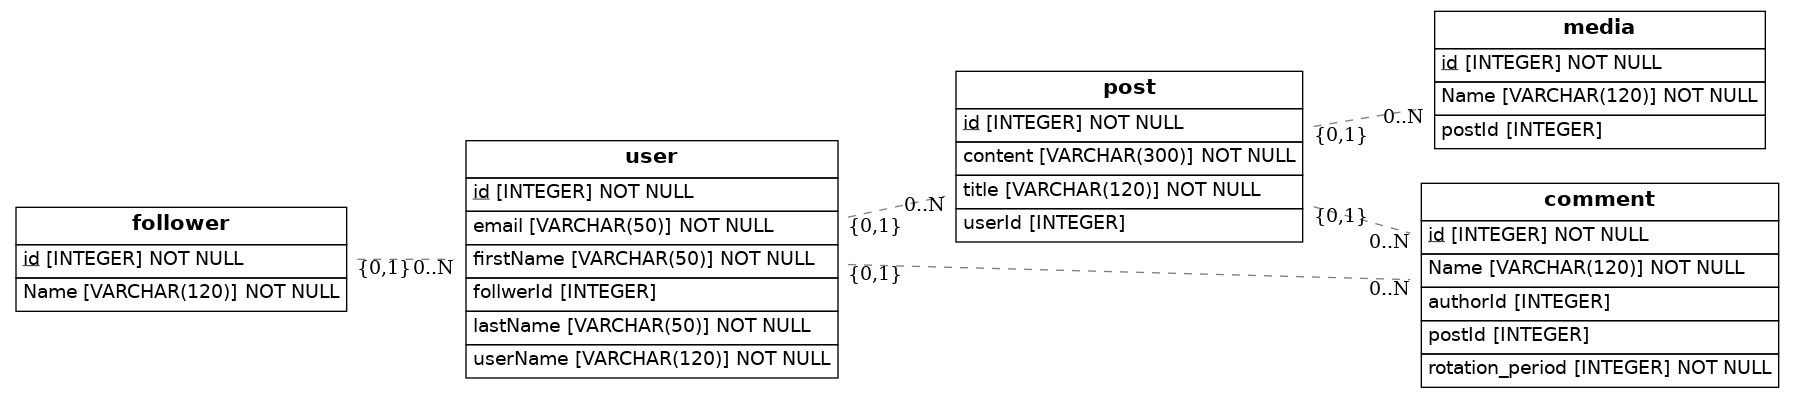 follower
id [INTEGER] NOT NULL
Name [VARCHAR(120)] NOT NULL
{0,1}
0..N
user
id [INTEGER] NOT NULL
email [VARCHAR(50)] NOT NULL
firstName [VARCHAR(50)] NOT NULL
follwerId [INTEGER]
lastName [VARCHAR(50)] NOT NULL
userName [VARCHAR(120)] NOT NULL
0..N
{0,1}
{0,1}
0..N
post
id [INTEGER] NOT NULL
content [VARCHAR(300)] NOT NULL
title [VARCHAR(120)] NOT NULL
userId [INTEGER]
0..N
{0,1}
{0,1}
0..N
media
id [INTEGER] NOT NULL
Name [VARCHAR(120)] NOT NULL
postId [INTEGER]
comment
id [INTEGER] NOT NULL
Name [VARCHAR(120)] NOT NULL
authorId [INTEGER]
postId [INTEGER]
rotation_period [INTEGER] NOT NULL